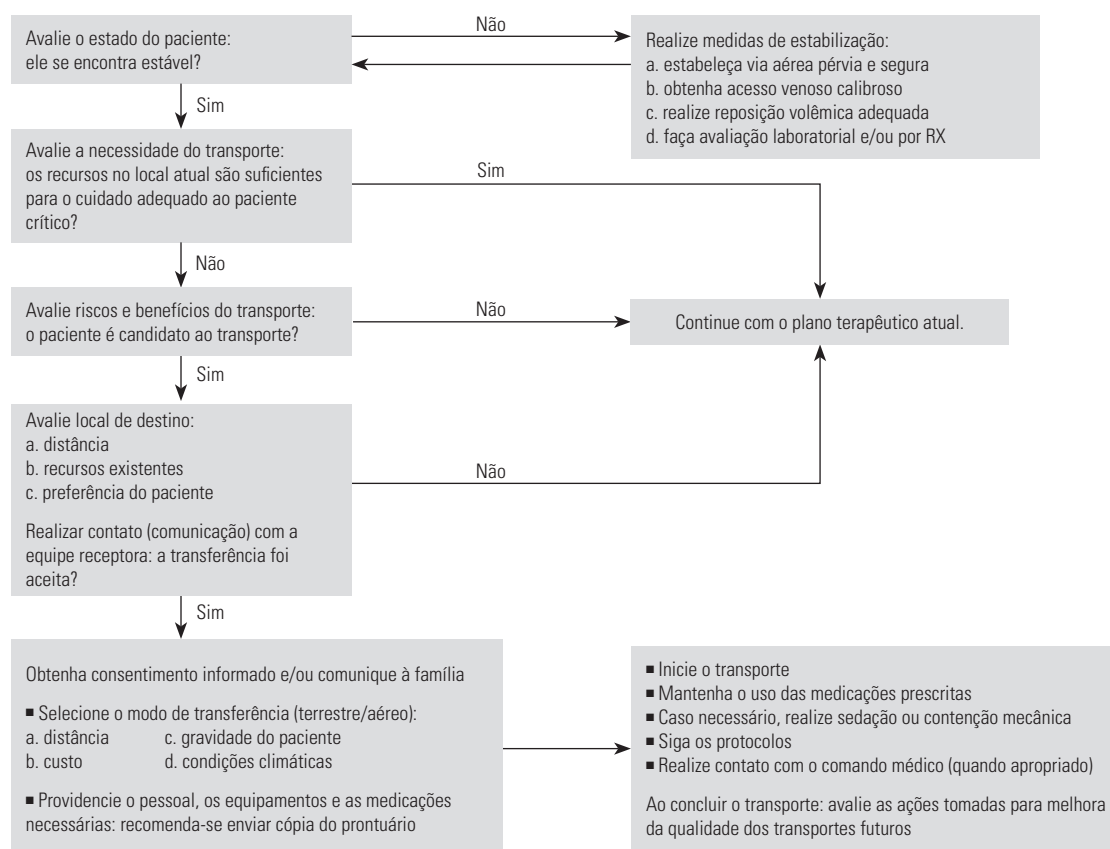 Avalie o estado do paciente:
ele se encontra estável?
Não
Realize medidas de estabilização:
a. estabeleça via aérea pérvia e segura
b. obtenha acesso venoso calibroso
c. realize reposição volêmica adequada
d. faça avaliação laboratorial e/ou por RX
Sim
Avalie a necessidade do transporte:
os recursos no local atual são suficientes
para o cuidado adequado ao paciente
crítico?
Sim
Não
Avalie riscos e benefícios do transporte:
o paciente é candidato ao transporte?
Não
Continue com o plano terapêutico atual.
Sim
Avalie local de destino:
a. distância
b. recursos existentes
c. preferência do paciente
Realizar contato (comunicação) com a
equipe receptora: a transferência foi
aceita?
Não
Sim
Obtenha consentimento informado e/ou comunique à família
■ Selecione o modo de transferência (terrestre/aéreo):
a. distância c. gravidade do paciente
b. custo d. condições climáticas
■ Providencie o pessoal, os equipamentos e as medicações
necessárias: recomenda-se enviar cópia do prontuário
■ Inicie o transporte
■ Mantenha o uso das medicações prescritas
■ Caso necessário, realize sedação ou contenção mecânica
■ Siga os protocolos
■ Realize contato com o comando médico (quando apropriado)
Ao concluir o transporte: avalie as ações tomadas para melhora
da qualidade dos transportes futuros